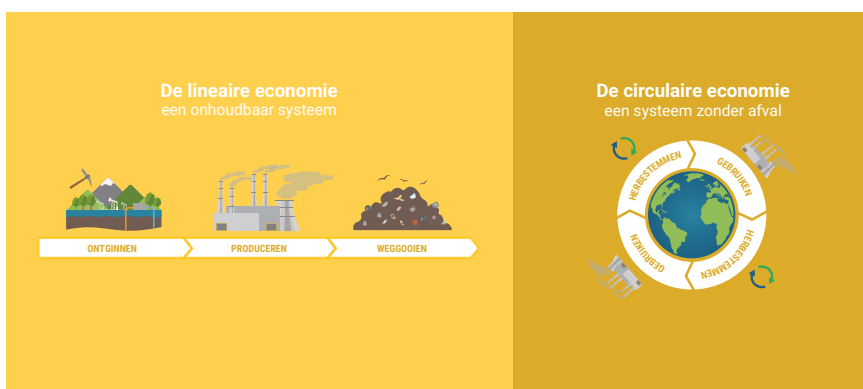 De lineaire economie
een onhoudbaar systeem
ONTGINNEN
PRODUCEREN
WEGGOOIEN
De circulaire economie
een systeem zonder afval
HERBESTEMMEN
GEBRUIKEN
HERBESTEMMEN
GEBRUIKEN